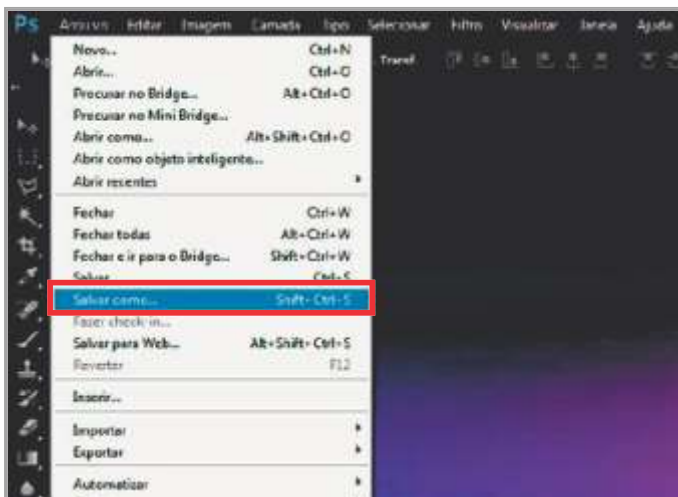 Ps Arquivo Editar Imagem Camada Tipo Selecionar Filtro Visualizar Janela Ajuda
Novo... Ctrl+N
Transf
Abrir... Ctrl+O
Procurar no Bridge... Alt+Ctrl+O
Procurar no Mini Bridge...
Abrir como... Alt+Shift+Ctrl+O
Abrir como objeto inteligente...
Abrir recentes
Fechar Ctrl+W
Fechar todas Alt+Ctrl+W
Fechar e ir para o Bridge... Shift+Ctrl+W
Salvar Ctrl+S
Salvar como... Shift+Ctrl+S
Fazer check-in...
Salvar para Web... Alt+Shift+Ctrl+S
Reverter F12
Inserir...
Importar
Exportar
Automatizar